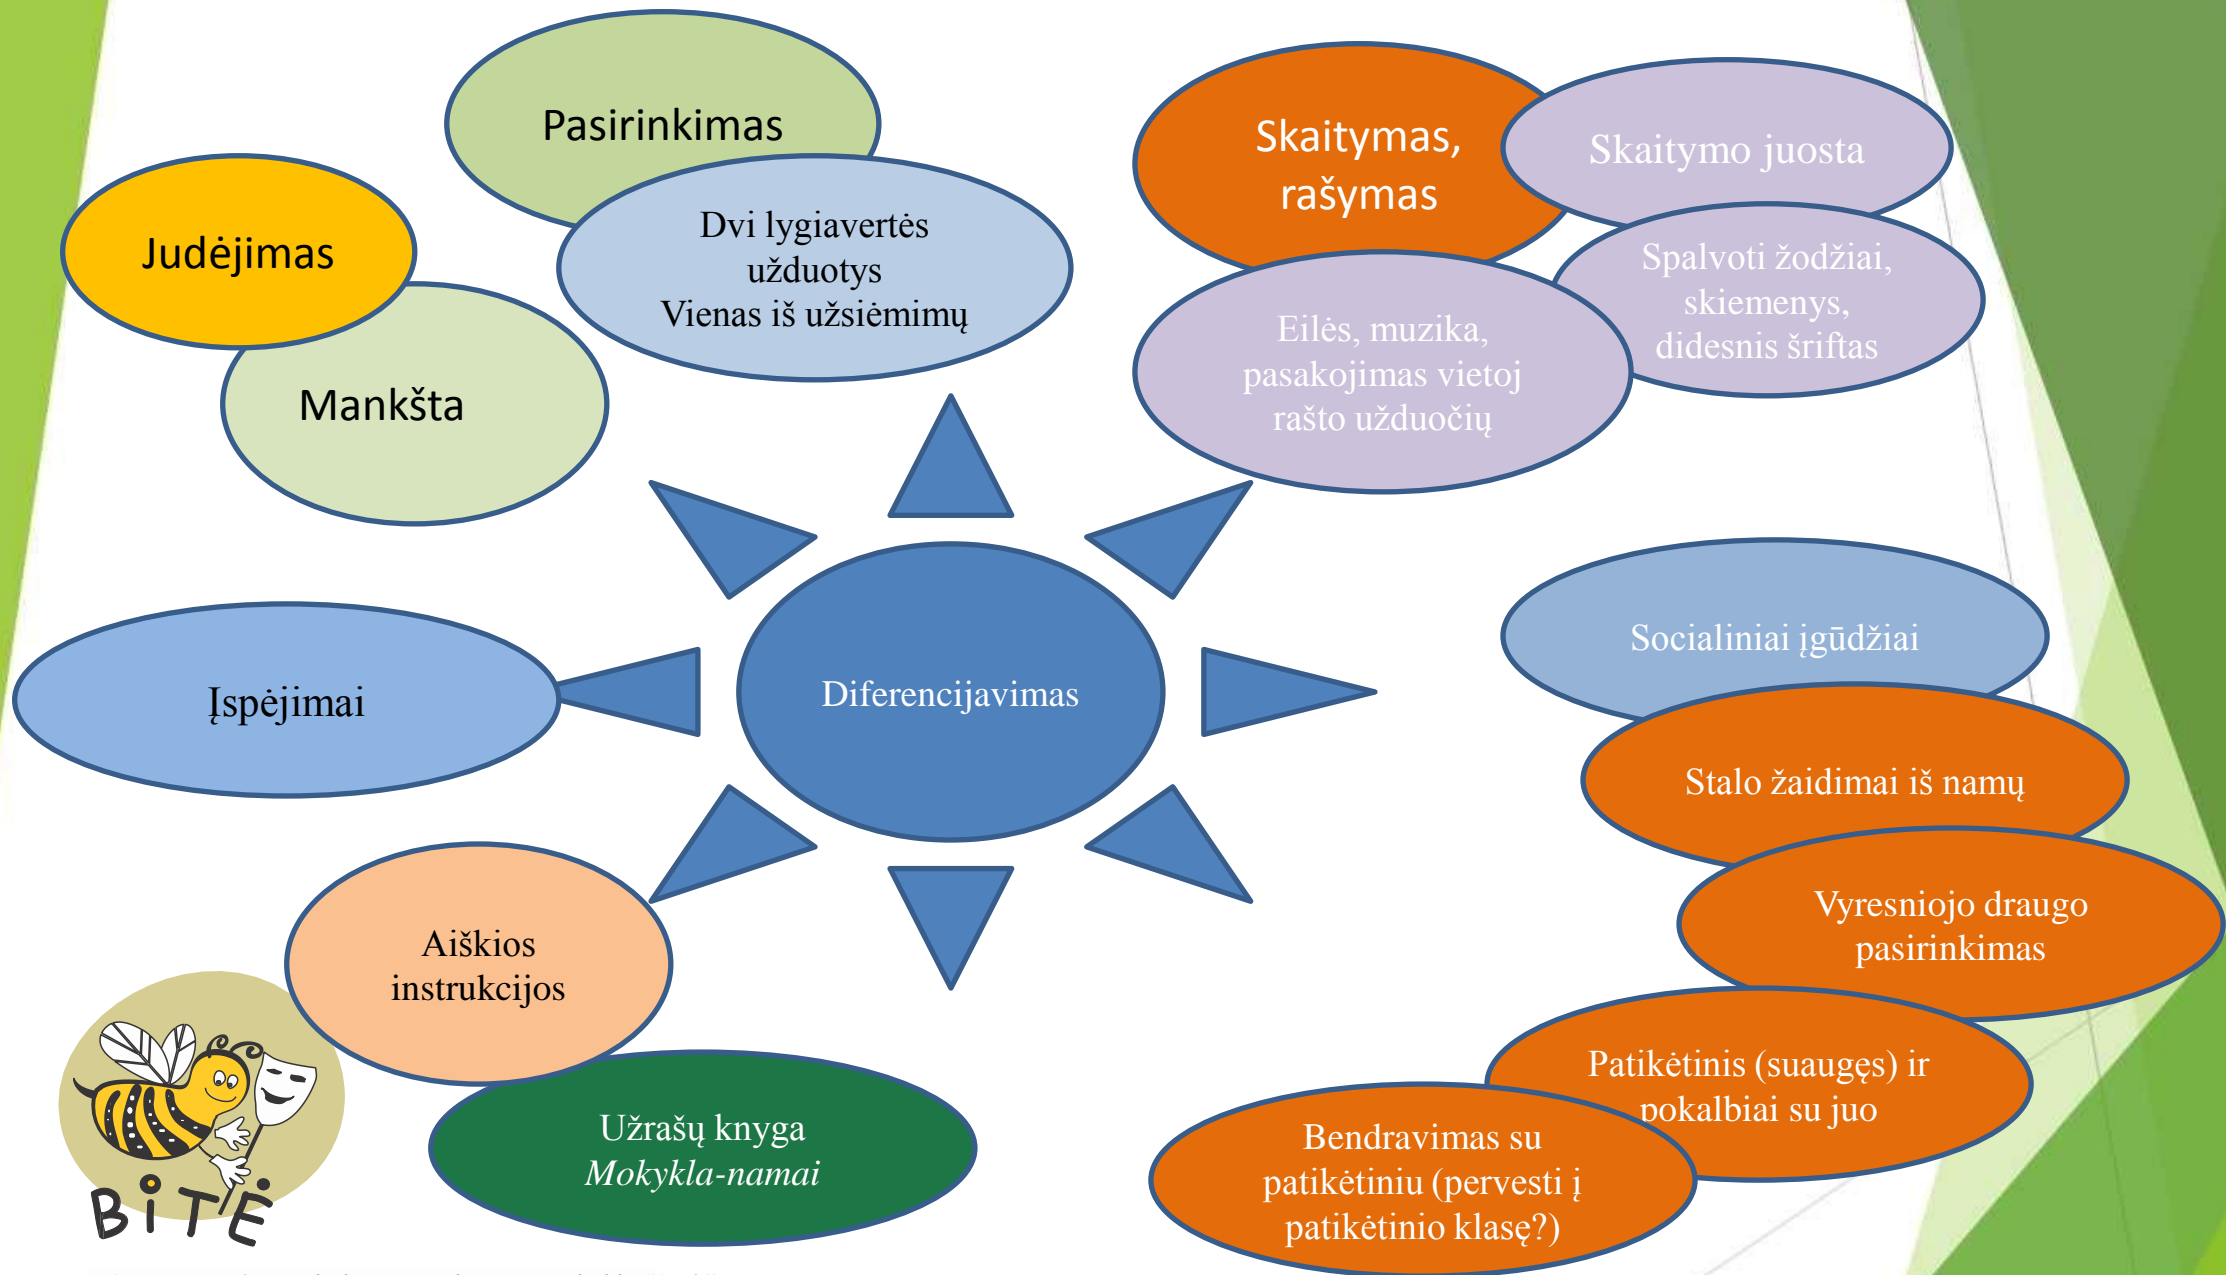 Pasirinkimas
Dvi lygiavertės
užduotys
Vienas iš užsiėmimų
Judėjimas
Mankšta
Skaitymas,
rašymas
Skaitymo juosta
Spalvoti žodžiai,
skiemenys,
didesnis šriftas
Eilės, muzika,
pasakojimas vietoj
rašto užduočių
Įspėjimai
Diferencijavimas
Socialiniai įgūdžiai
Stalo žaidimai iš namų
Vyresniojo draugo
pasirinkimas
Patikėtinis (suaugęs) ir
pokalbiai su juo
Bendravimas su
patikėtiniu (pervesti į
patikėtinio klasę?)
Aiškios
instrukcijos
Užrašų knyga
Mokykla-namai
BiTĖ